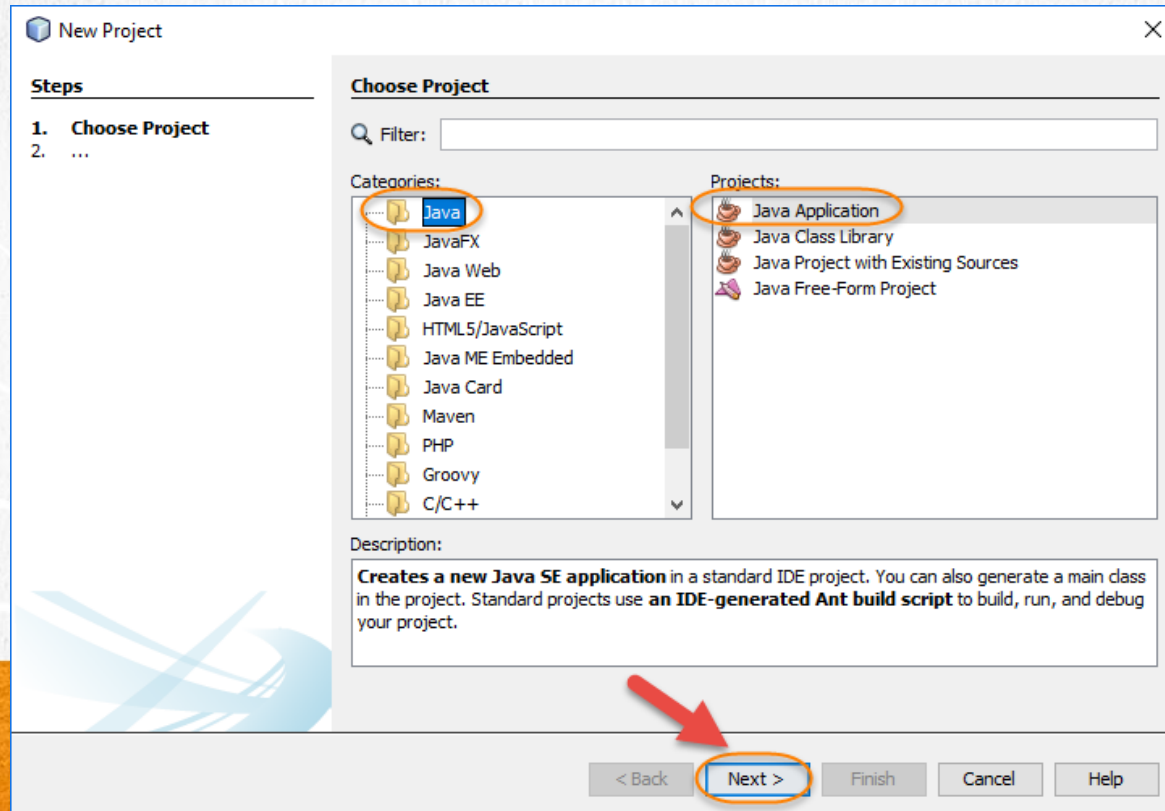 New Project
Steps
1. Choose Project
2. ...
Choose Project
Filter:
Categories:
Java
JavaFX
Java Web
Java EE
HTML5/JavaScript
Java ME Embedded
Java Card
Maven
PHP
Groovy
C/C++
Projects:
Java Application
Java Class Library
Java Project with Existing Sources
Java Free-Form Project
Description:
Creates a new Java SE application in a standard IDE project. You can also generate a main class
in the project. Standard projects use an IDE-generated Ant build script to build, run, and debug
your project.
< Back
Next >
Finish
Cancel
Help